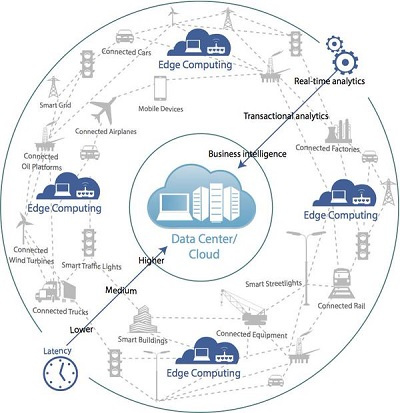 Connected Cars
Edge Computing
Real-time analytics
Smart Grid
Mobile Devices
Transactional analytics
Connected Airplanes
Connected
Oil Platforms
Business intelligence
Connected Factories
Edge Computing
Edge Computing
Data Center/
Cloud
Connected
Wind Turbines
Smart Traffic Lights
Higher
Smart Streetlights
Medium
Connected Trucks
Connected Rail
Lower
Smart Buildings
Connected Equipment
Latency
Edge Computing